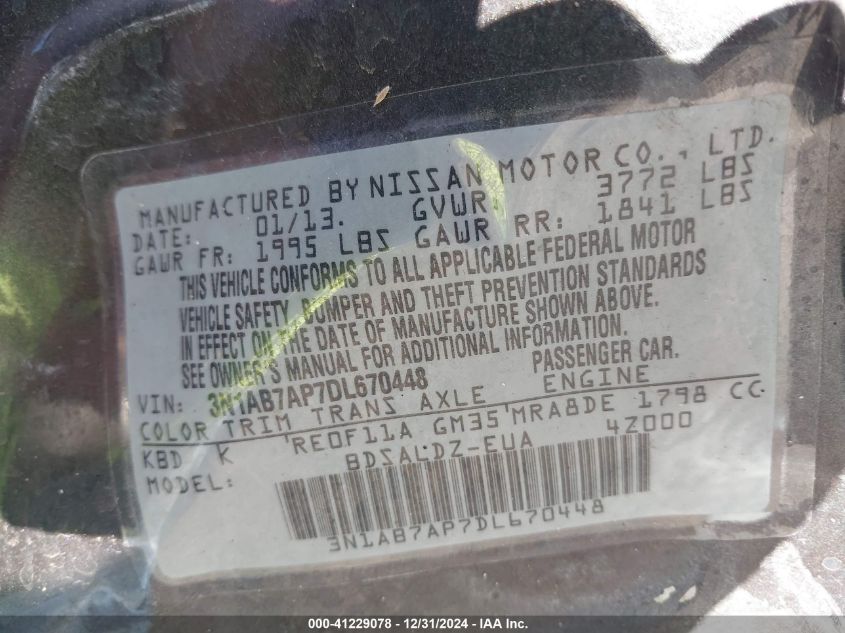 MANUFACTURED BY NISSAN MOTOR CO., LTD.
DATE: 01/13. GVWR: 3772 LBS
GAWR FR: 1995 LBS GAWR RR: 1841 LBS
THIS VEHICLE CONFORMS TO ALL APPLICABLE FEDERAL MOTOR
VEHICLE SAFETY, BUMPER AND THEFT PREVENTION STANDARDS
IN EFFECT ON THE DATE OF MANUFACTURE SHOWN ABOVE.
SEE OWNER'S MANUAL FOR ADDITIONAL INFORMATION.
VIN: 3N1AB7AP7DL670448 PASSENGER CAR.
COLOR TRIM TRANS AXLE ENGINE
KBD K 'RE0F11A GM35'MRA8DE 1798 CC
MODEL: BDSALDZ-EUA 4Z000
3N1AB7AP7DL670448
000-41229078 - 12/31/2024 - IAA Inc.